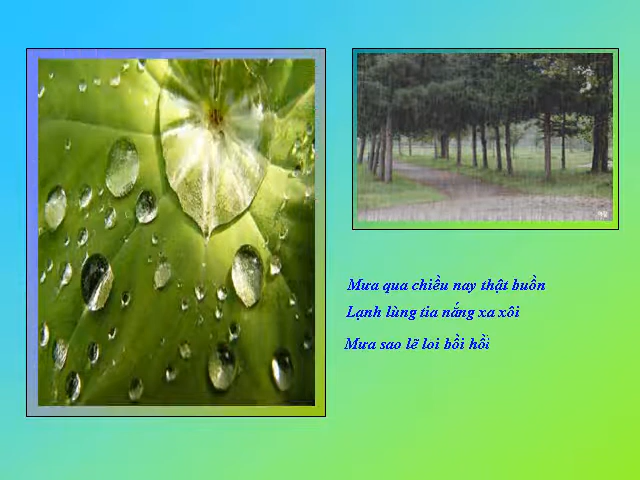 Mưa qua chiều nay thật buồn
Lạnh lùng tia nắng xa xôi
Mưa sao lẽ loi bồi hồi